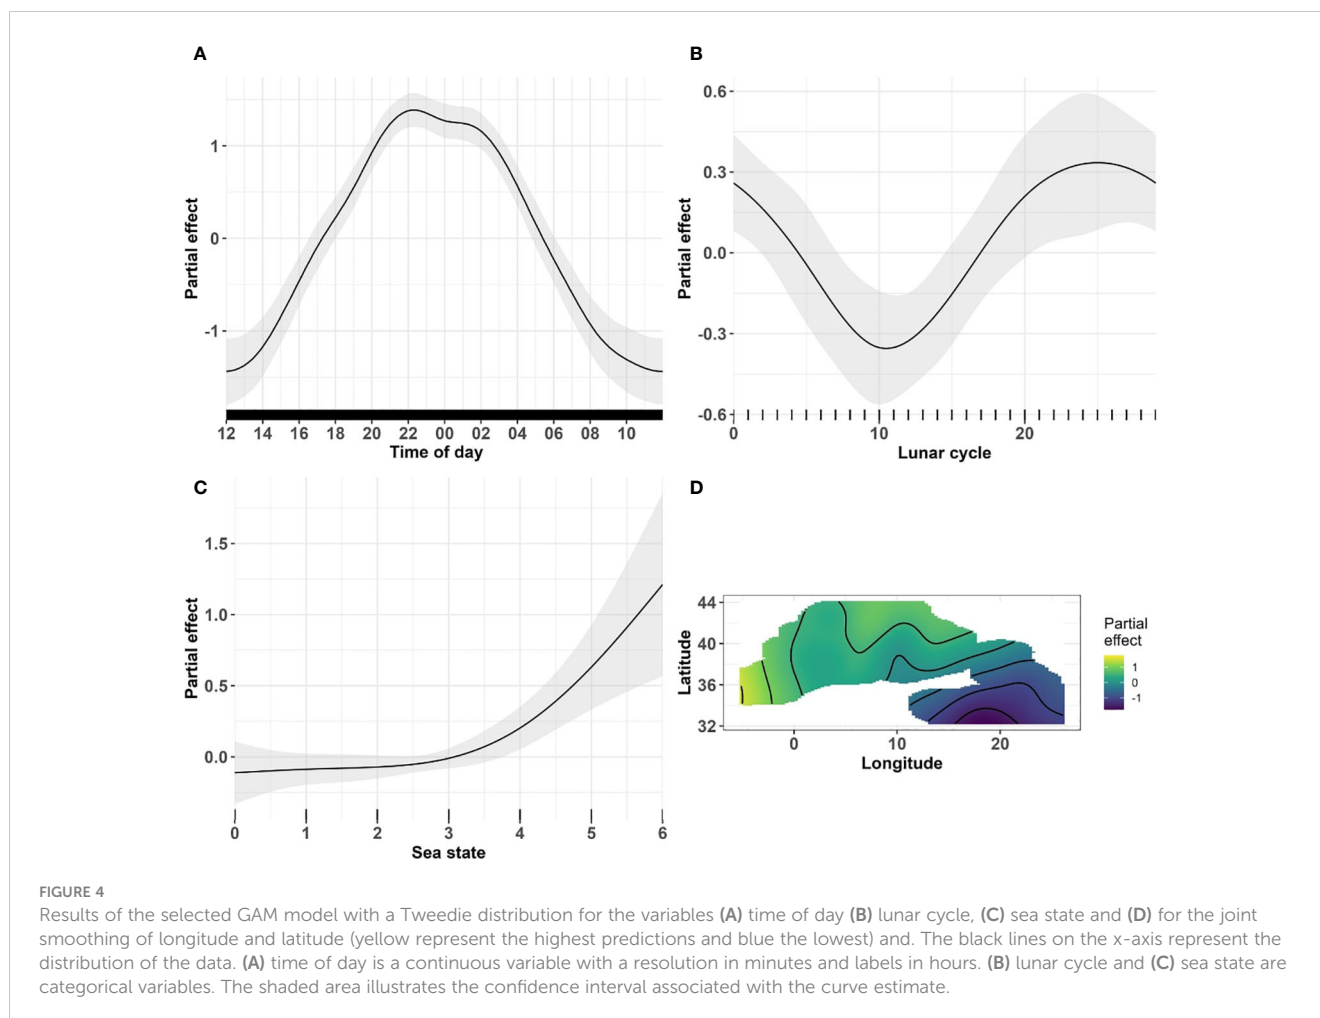 A
Partial effect
1
0
-1
12 14 16 18 20 22 00 02 04 06 08 10
Time of day
B
Partial effect
0.6
0.3
0.0
-0.3
-0.6
0 10 20
Lunar cycle
C
Partial effect
1.5
1.0
0.5
0.0
0 1 2 3 4 5 6
Sea state
D
Latitude
44
40
36
32
0 10 20
Longitude
Partial
effect
1
0
-1
FIGURE 4
Results of the selected GAM model with a Tweedie distribution for the variables (A) time of day (B) lunar cycle, (C) sea state and (D) for the joint
smoothing of longitude and latitude (yellow represent the highest predictions and blue the lowest) and. The black lines on the x-axis represent the
distribution of the data. (A) time of day is a continuous variable with a resolution in minutes and labels in hours. (B) lunar cycle and (C) sea state are
categorical variables. The shaded area illustrates the confidence interval associated with the curve estimate.